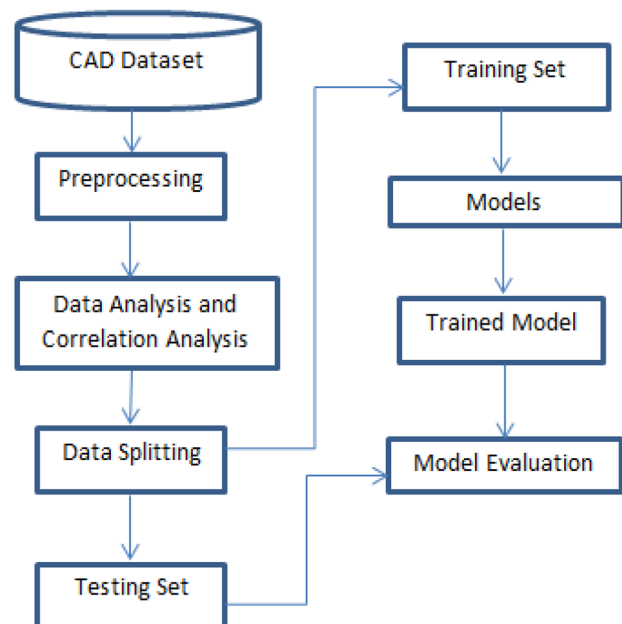 CAD Dataset
Preprocessing
Data Analysis and
Correlation Analysis
Data Splitting
Testing Set
Training Set
Models
Trained Model
Model Evaluation